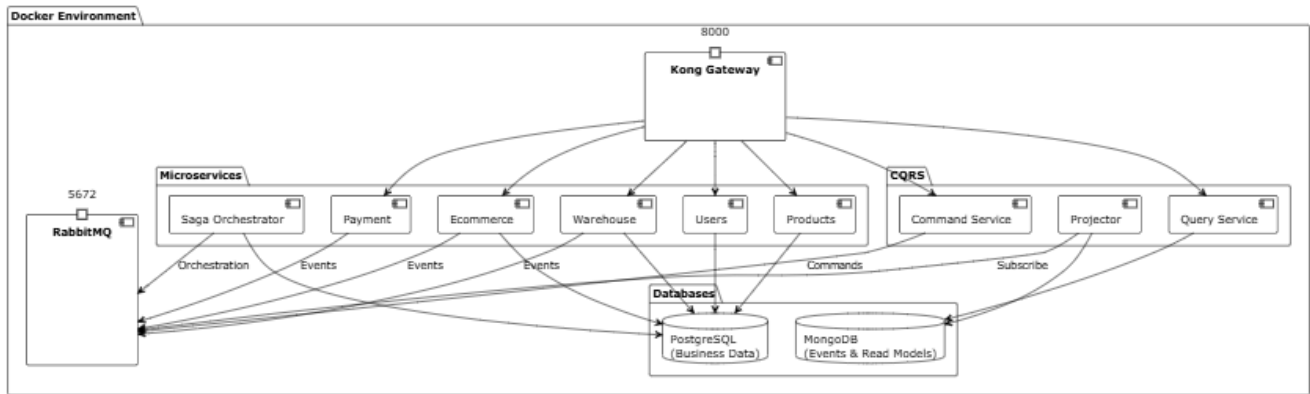 Docker Environment
8000
Kong Gateway
Microservices
CQRS
5672
RabbitMQ
Saga Orchestrator
Payment
Ecommerce
Warehouse
Users
Products
Command Service
Projector
Query Service
Orchestration
Events
Events
Events
Commands
Subscribe
Databases
PostgreSQL
(Business Data)
MongoDB
(Events & Read Models)